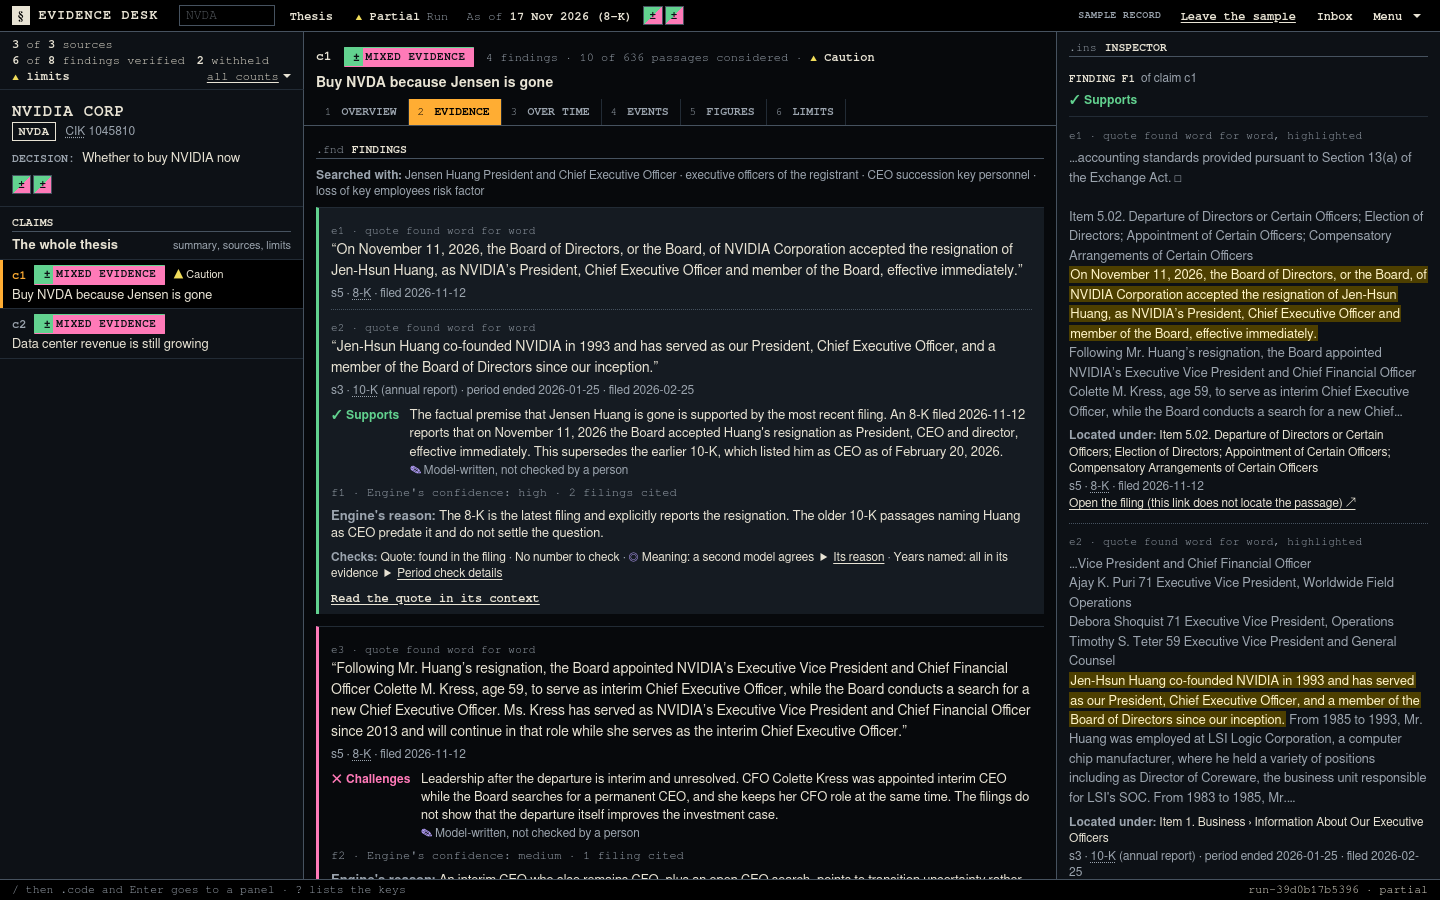 § EVIDENCE DESK
NVDA
Thesis
▲ Partial Run
As of 17 Nov 2026 (8-K)
± ±
SAMPLE RECORD
Leave the sample
Inbox
Menu
3 of 3 sources
6 of 8 findings verified 2 withheld
▲ limits
all counts
NVIDIA CORP
NVDA CIK 1045810
DECISION: Whether to buy NVIDIA now
± ±
CLAIMS
The whole thesis summary, sources, limits
c1 ± MIXED EVIDENCE ▲ Caution
Buy NVDA because Jensen is gone
c2 ± MIXED EVIDENCE
Data center revenue is still growing
c1 ± MIXED EVIDENCE 4 findings · 10 of 636 passages considered · ▲ Caution
Buy NVDA because Jensen is gone
1 OVERVIEW
2 EVIDENCE
3 OVER TIME
4 EVENTS
5 FIGURES
6 LIMITS
.fnd FINDINGS
Searched with: Jensen Huang President and Chief Executive Officer · executive officers of the registrant · CEO succession key personnel ·
loss of key employees risk factor
e1 · quote found word for word
“On November 11, 2026, the Board of Directors, or the Board, of NVIDIA Corporation accepted the resignation of
Jen-Hsun Huang, as NVIDIA’s President, Chief Executive Officer and member of the Board, effective immediately.”
s5 · 8-K · filed 2026-11-12
e2 · quote found word for word
“Jen-Hsun Huang co-founded NVIDIA in 1993 and has served as our President, Chief Executive Officer, and a
member of the Board of Directors since our inception.”
s3 · 10-K (annual report) · period ended 2026-01-25 · filed 2026-02-25
✓ Supports
The factual premise that Jensen Huang is gone is supported by the most recent filing. An 8-K filed 2026-11-12
reports that on November 11, 2026 the Board accepted Huang's resignation as President, CEO and director,
effective immediately. This supersedes the earlier 10-K, which listed him as CEO as of February 20, 2026.
✎ Model-written, not checked by a person
f1 · Engine's confidence: high · 2 filings cited
Engine's reason: The 8-K is the latest filing and explicitly reports the resignation. The older 10-K passages naming Huang
as CEO predate it and do not settle the question.
Checks: Quote: found in the filing · No number to check · ◎ Meaning: a second model agrees ▶ Its reason · Years named: all in its
evidence ▶ Period check details
Read the quote in its context
e3 · quote found word for word
“Following Mr. Huang’s resignation, the Board appointed NVIDIA’s Executive Vice President and Chief Financial
Officer Colette M. Kress, age 59, to serve as interim Chief Executive Officer, while the Board conducts a search for a
new Chief Executive Officer. Ms. Kress has served as NVIDIA’s Executive Vice President and Chief Financial Officer
since 2013 and will continue in that role while she serves as the interim Chief Executive Officer.”
s5 · 8-K · filed 2026-11-12
✕ Challenges
Leadership after the departure is interim and unresolved. CFO Colette Kress was appointed interim CEO
while the Board searches for a permanent CEO, and she keeps her CFO role at the same time. The filings do
not show that the departure itself improves the investment case.
✎ Model-written, not checked by a person
f2 · Engine's confidence: medium · 1 filing cited
Engine's reason: An interim CEO who also remains CFO, plus an open CEO search, points to transition uncertainty rather
.ins INSPECTOR
FINDING F1 of claim c1
✓ Supports
e1 · quote found word for word, highlighted
…accounting standards provided pursuant to Section 13(a) of
the Exchange Act. □
Item 5.02. Departure of Directors or Certain Officers; Election of
Directors; Appointment of Certain Officers; Compensatory
Arrangements of Certain Officers
On November 11, 2026, the Board of Directors, or the Board, of
NVIDIA Corporation accepted the resignation of Jen-Hsun
Huang, as NVIDIA’s President, Chief Executive Officer and
member of the Board, effective immediately.
Following Mr. Huang’s resignation, the Board appointed
NVIDIA’s Executive Vice President and Chief Financial Officer
Colette M. Kress, age 59, to serve as interim Chief Executive
Officer, while the Board conducts a search for a new Chief…
Located under: Item 5.02. Departure of Directors or Certain
Officers; Election of Directors; Appointment of Certain Officers;
Compensatory Arrangements of Certain Officers
s5 · 8-K · filed 2026-11-12
Open the filing (this link does not locate the passage) ↗
e2 · quote found word for word, highlighted
…Vice President and Chief Financial Officer
Ajay K. Puri 71 Executive Vice President, Worldwide Field
Operations
Debora Shoquist 71 Executive Vice President, Operations
Timothy S. Teter 59 Executive Vice President and General
Counsel
Jen-Hsun Huang co-founded NVIDIA in 1993 and has served
as our President, Chief Executive Officer, and a member of the
Board of Directors since our inception. From 1985 to 1993, Mr.
Huang was employed at LSI Logic Corporation, a computer
chip manufacturer, where he held a variety of positions
including as Director of Coreware, the business unit responsible
for LSI's SOC. From 1983 to 1985, Mr.…
Located under: Item 1. Business › Information About Our Executive
Officers
s3 · 10-K (annual report) · period ended 2026-01-25 · filed 2026-02-
25
/ then .code and Enter goes to a panel · ? lists the keys
run-39d0b17b5396 · partial